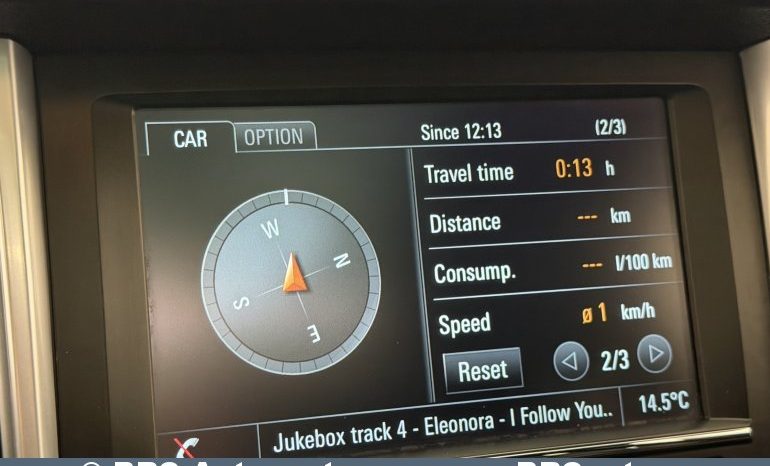 CAR OPTION Since 12:13 (2/3)
Travel time 0:13 h
Distance --- km
Consump. --- l/100 km
Speed ø 1 km/h
Reset 2/3
W
N
S
E
Jukebox track 4 - Eleonora - I Follow You.. 14.5°C